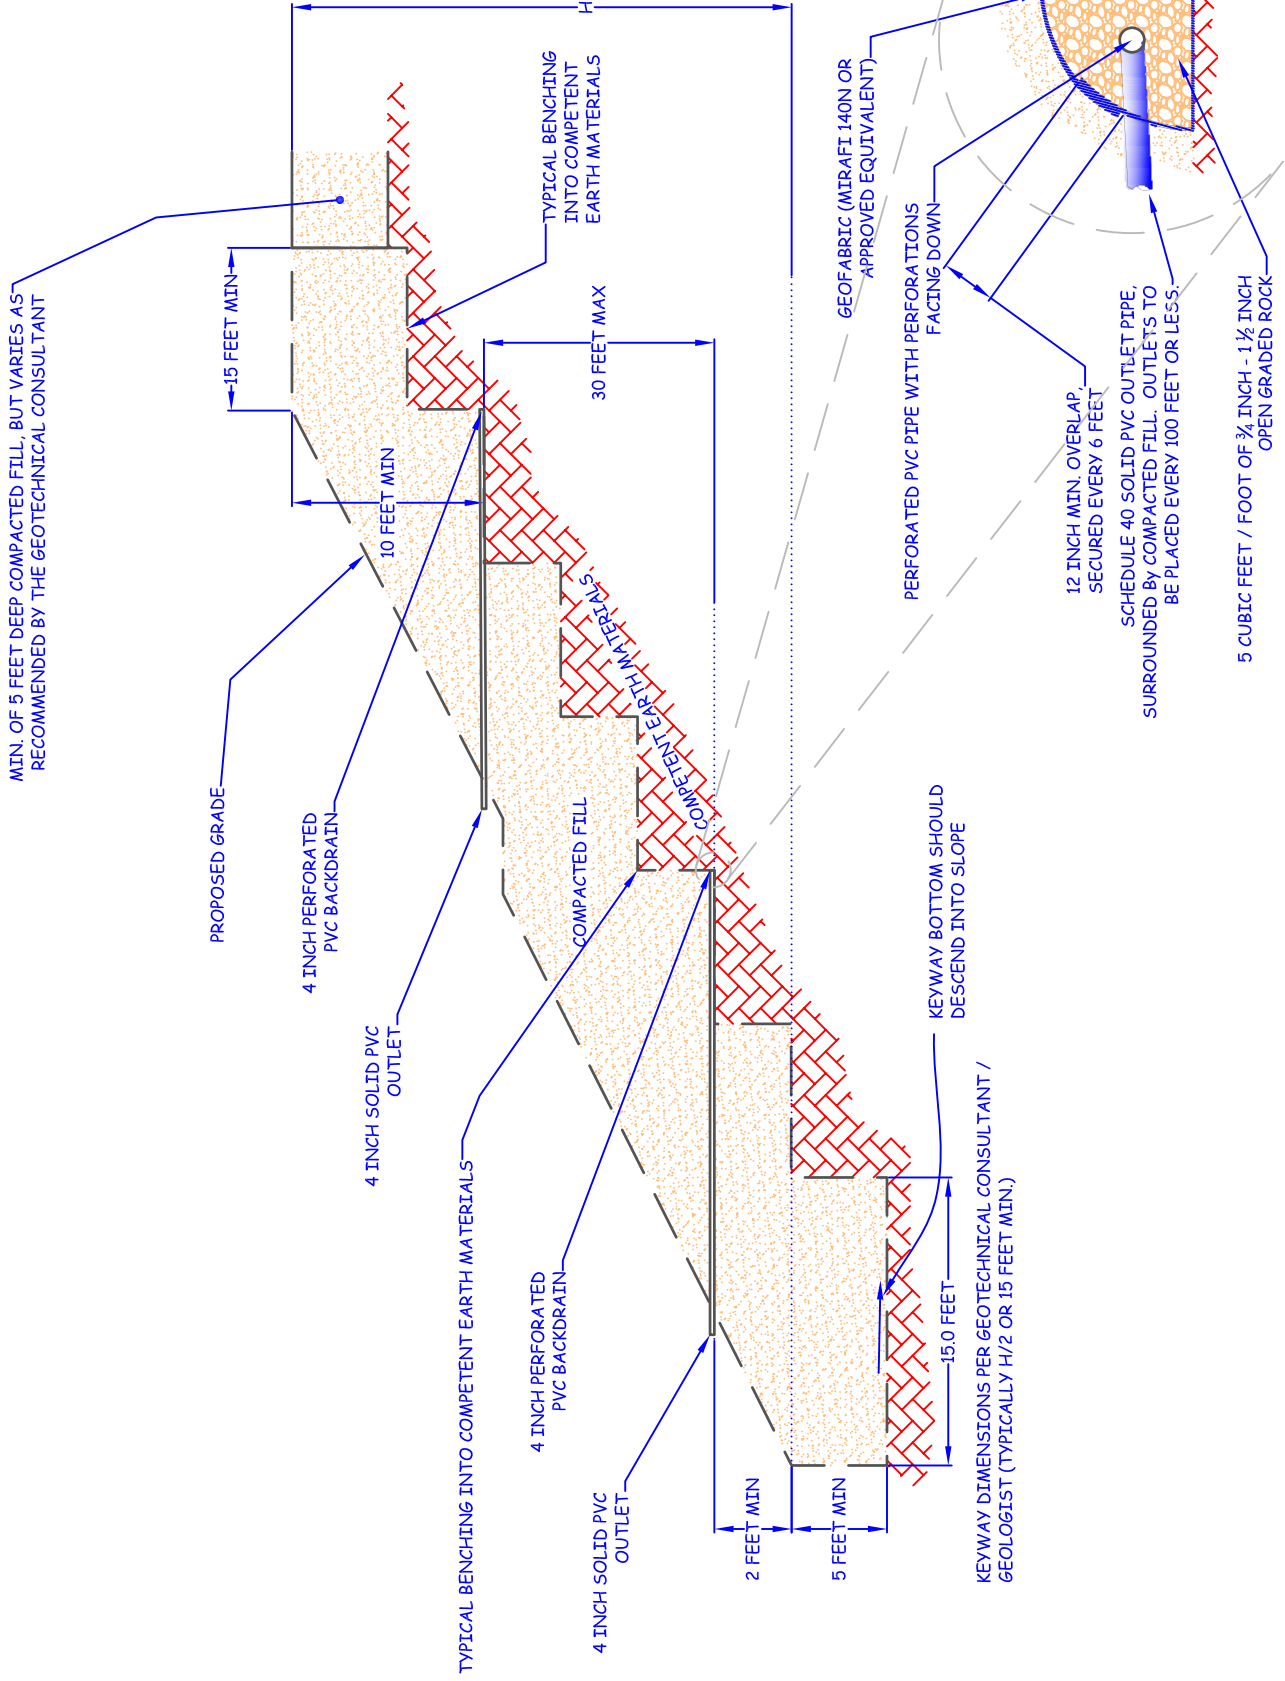 MIN. OF 5 FEET DEEP COMPACTED FILL, BUT VARIES AS
RECOMMENDED BY THE GEOTECHNICAL CONSULTANT
15 FEET MIN
H
PROPOSED GRADE
10 FEET MIN
TYPICAL BENCHING
INTO COMPETENT
EARTH MATERIALS
4 INCH PERFORATED
PVC BACKDRAIN
30 FEET MAX
4 INCH SOLID PVC
OUTLET
COMPACTED FILL
COMPETENT EARTH MATERIALS
TYPICAL BENCHING INTO COMPETENT EARTH MATERIALS
4 INCH PERFORATED
PVC BACKDRAIN
4 INCH SOLID PVC
OUTLET
2 FEET MIN
5 FEET MIN
KEYWAY BOTTOM SHOULD
DESCEND INTO SLOPE
15.0 FEET
KEYWAY DIMENSIONS PER GEOTECHNICAL CONSULTANT /
GEOLOGIST (TYPICALLY H/2 OR 15 FEET MIN.)
GEOFABRIC (MIRAFI 140N OR
APPROVED EQUIVALENT)
PERFORATED PVC PIPE WITH PERFORATIONS
FACING DOWN
12 INCH MIN. OVERLAP,
SECURED EVERY 6 FEET
SCHEDULE 40 SOLID PVC OUTLET PIPE,
SURROUNDED By COMPACTED FILL. OUTLETS TO
BE PLACED EVERY 100 FEET OR LESS.
5 CUBIC FEET / FOOT OF ¾ INCH - 1 ½ INCH
OPEN GRADED ROCK